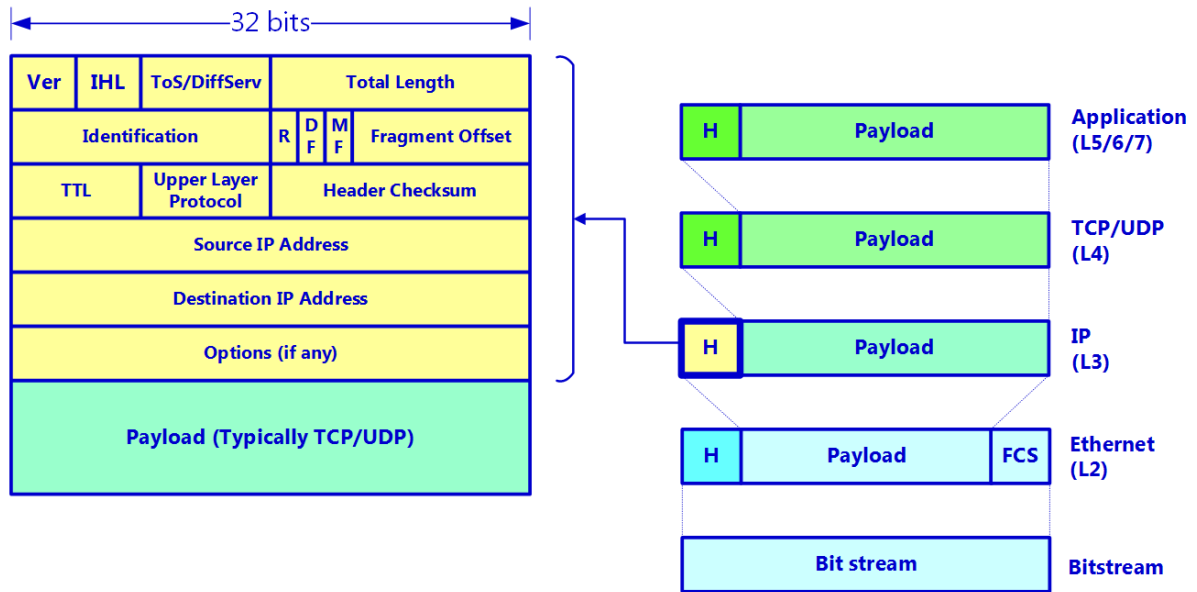 32 bits
Ver IHL ToS/DiffServ Total Length
Identification R DF MF Fragment Offset
TTL Upper Layer Protocol Header Checksum
Source IP Address
Destination IP Address
Options (if any)
Payload (Typically TCP/UDP)
H Payload Application
(L5/6/7)
H Payload TCP/UDP
(L4)
H Payload IP
(L3)
H Payload FCS Ethernet
(L2)
Bit stream Bitstream